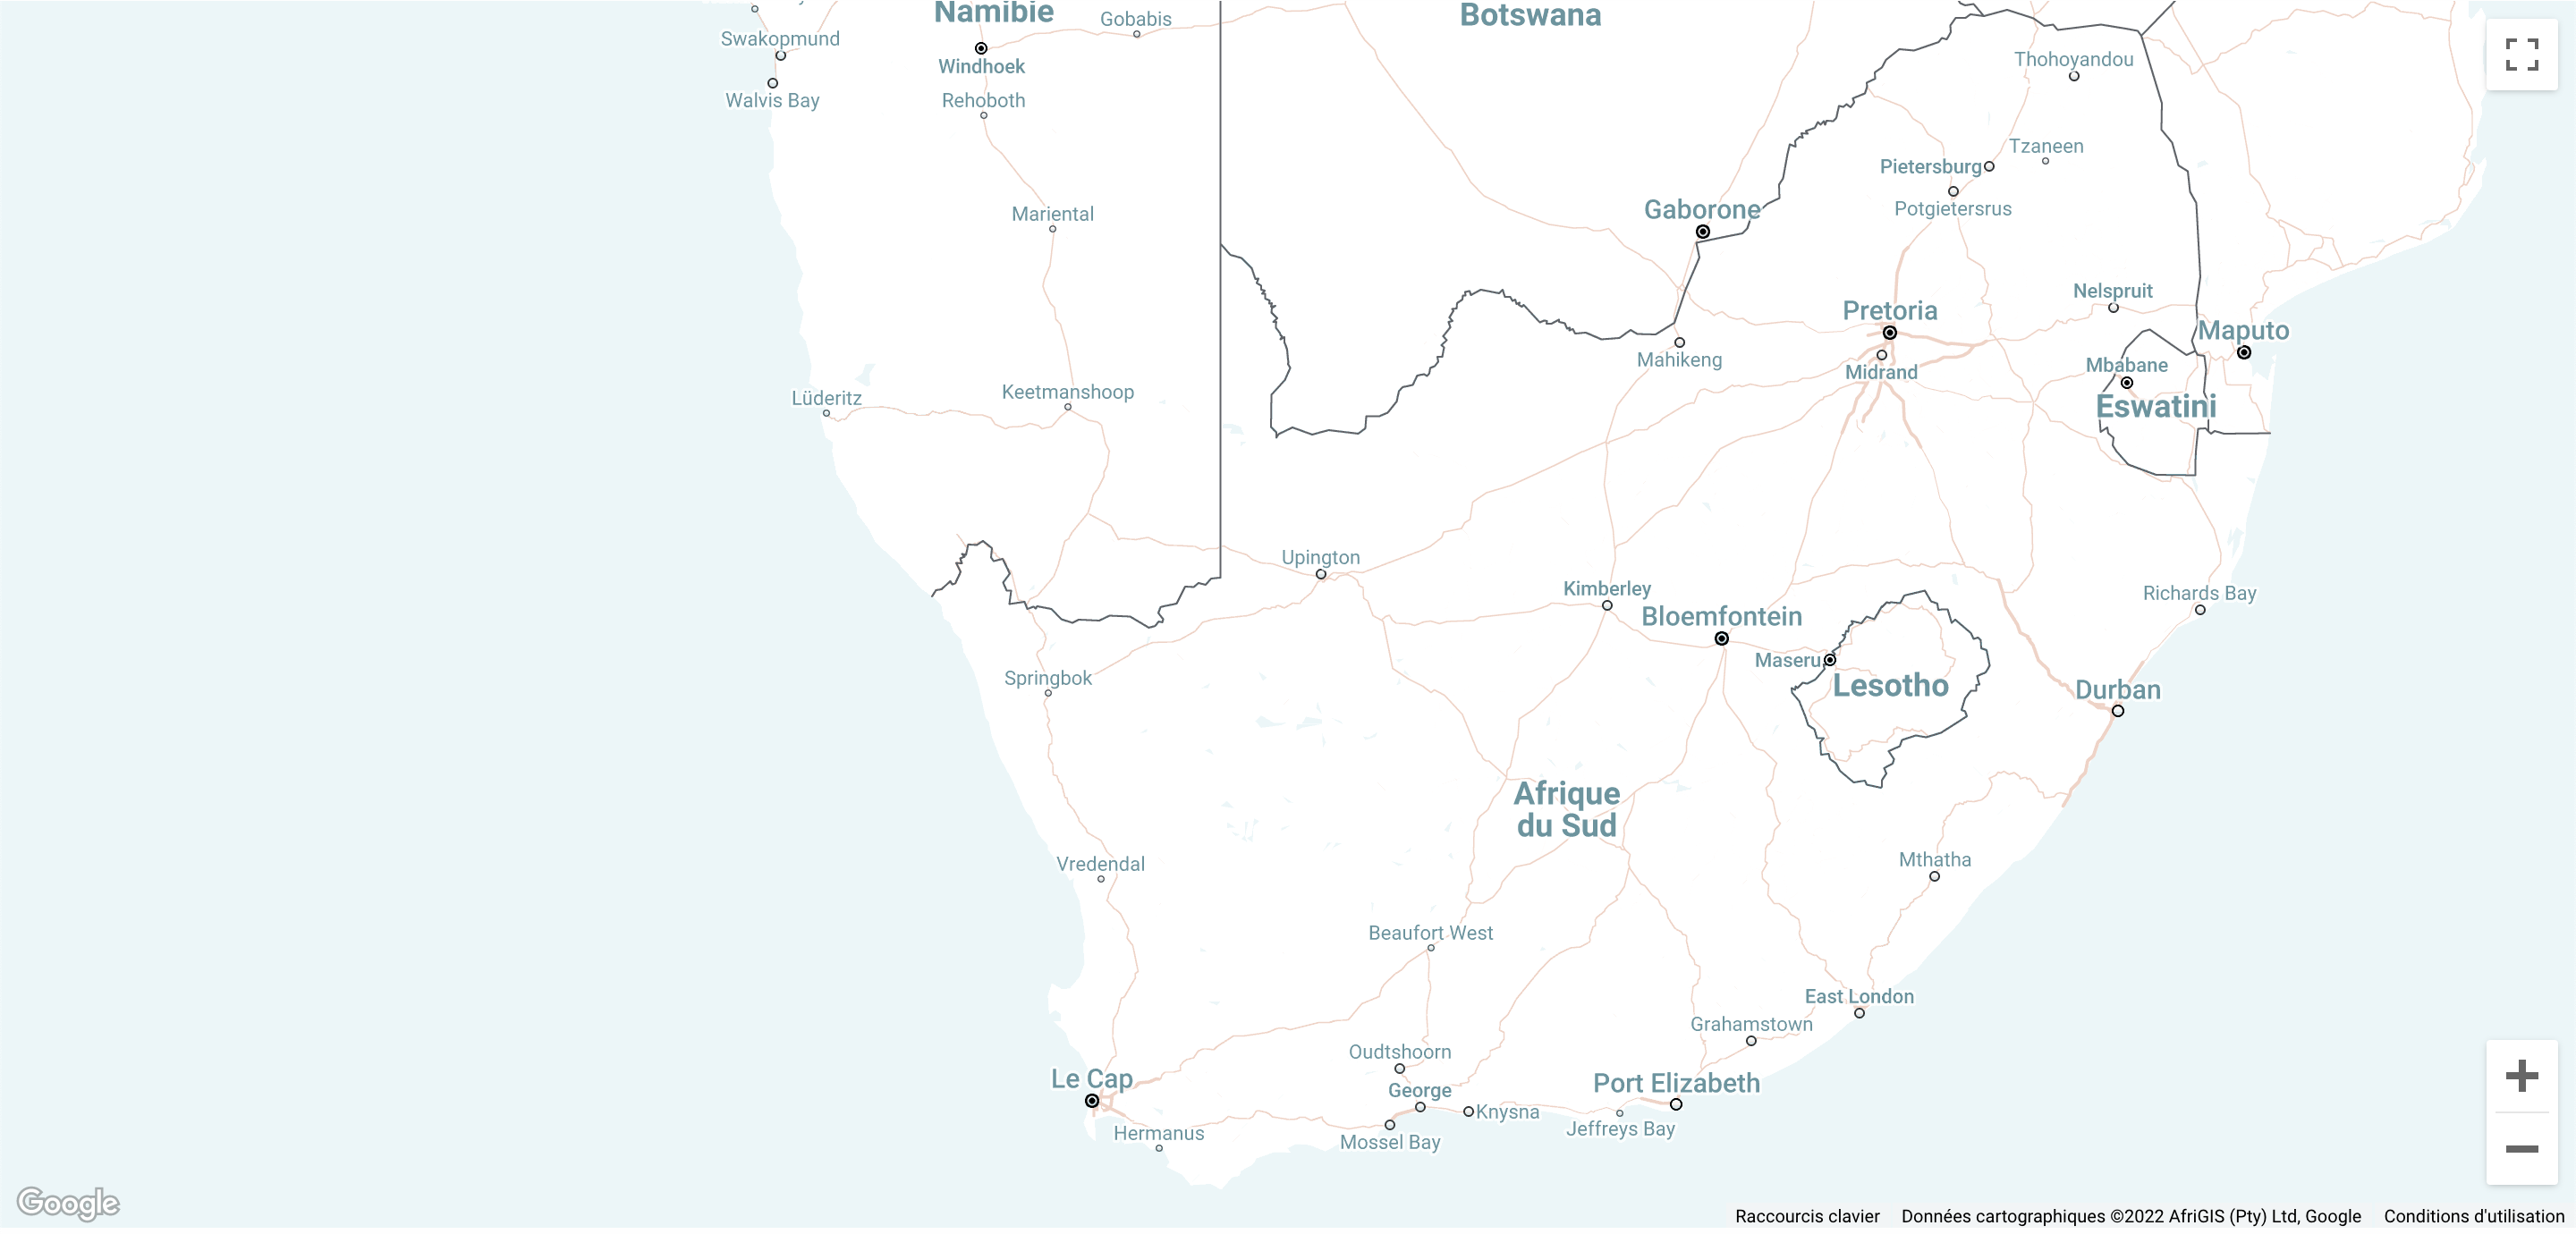 Namibie
Gobabis
Botswana
Swakopmund
Windhoek
Thohoyandou
Walvis Bay
Rehoboth
Tzaneen
Pietersburg
Potgietersrus
Mariental
Gaborone
Nelspruit
Pretoria
Maputo
Mahikeng
Midrand
Mbabane
Lüderitz
Keetmanshoop
Eswatini
Upington
Kimberley
Richards Bay
Bloemfontein
Maseru
Springbok
Lesotho
Durban
Afrique
du Sud
Vredendal
Mthatha
Beaufort West
East London
Grahamstown
Oudtshoorn
Le Cap
George
Port Elizabeth
Knysna
Hermanus
Mossel Bay
Jeffreys Bay
Google
Raccourcis clavier Données cartographiques ©2022 AfriGIS (Pty) Ltd, Google Conditions d'utilisation